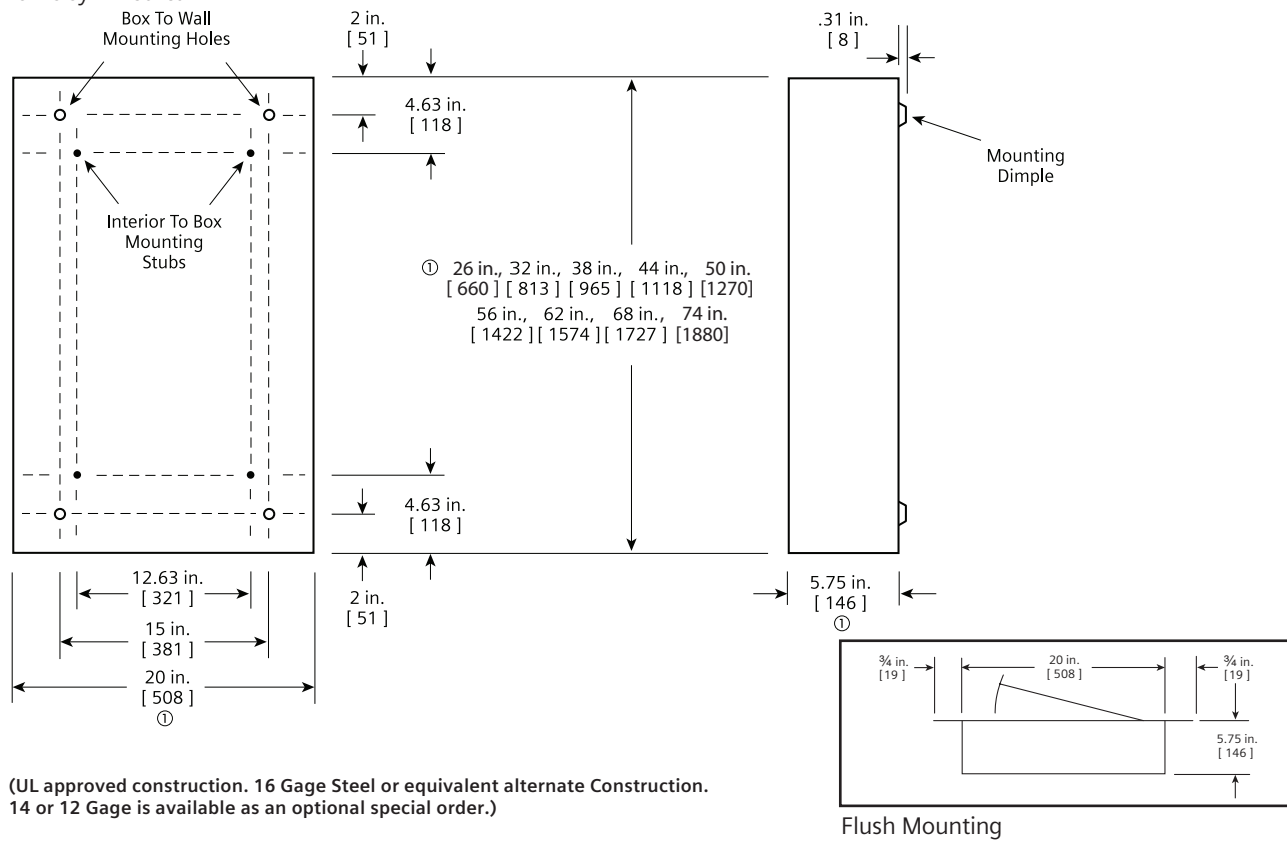 Box To Wall
Mounting Holes
2 in.
[ 51 ]
.31 in.
[ 8 ]
4.63 in.
[ 118 ]
Mounting
Dimple
Interior To Box
Mounting
Stubs
① 26 in., 32 in., 38 in., 44 in., 50 in.
[ 660 ] [ 813 ] [ 965 ] [ 1118 ] [1270]
56 in., 62 in., 68 in., 74 in.
[ 1422 ] [ 1574 ] [ 1727 ] [1880]
4.63 in.
[ 118 ]
12.63 in.
[ 321 ]
2 in.
[ 51 ]
5.75 in.
[ 146 ]
①
15 in.
[ 381 ]
20 in.
[ 508 ]
①
¾ in.
[19 ]
20 in.
[ 508 ]
¾ in.
[19 ]
5.75 in.
[ 146 ]
(UL approved construction. 16 Gage Steel or equivalent alternate Construction.
14 or 12 Gage is available as an optional special order.)
Flush Mounting